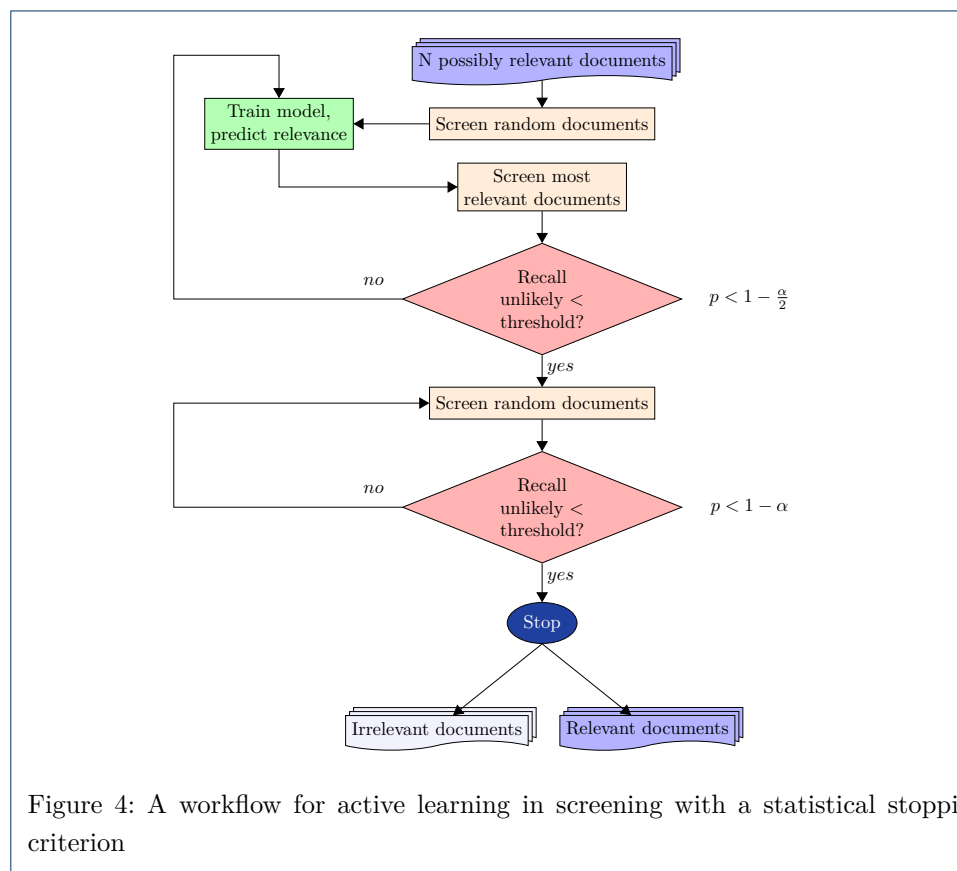 N possibly relevant documents
Train model,
predict relevance
Screen random documents
Screen most
relevant documents
Recall
unlikely <
threshold?
no
p < 1 − α/2
yes
Screen random documents
Recall
unlikely <
threshold?
no
p < 1 − α
yes
Stop
Irrelevant documents
Relevant documents
Figure 4: A workflow for active learning in screening with a statistical stoppi
criterion